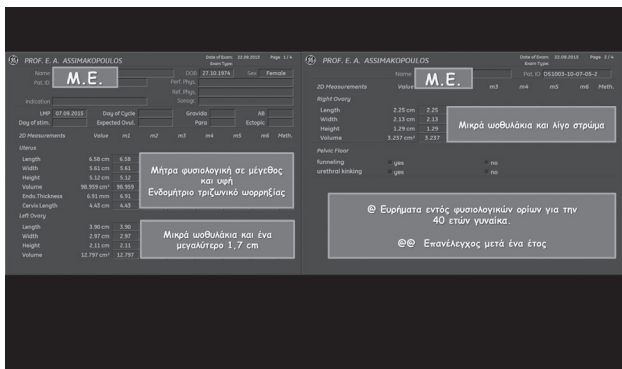 PROF. E. A. ASSIMAKOPOULOS
Date of Exam: 22.09.2015 Page 1/4
Exam Type:
Name M.E. DOB 27.10.1974 Sex Female
Pat. ID Perf. Phys.
Ref. Phys.
Indication Sonogr.
LMP 07.09.2015 Day of Cycle Gravida AB
Day of stim. Expected Ovul. Para Ectopic
2D Measurements Value m1 m2 m3 m4 m5 m6 Meth.
Uterus
Length 6.58 cm 6.58
Width 5.61 cm 5.61
Height 5.12 cm 5.12
Volume 98.959 cm³ 98.959
Endo.Thickness 6.91 mm 6.91
Cervix Length 4.43 cm 4.43
Μήτρα φυσιολογική σε μέγεθος
και υφή
Ενδομήτριο τριζωνικό ωορρηξίας
Left Ovary
Length 3.90 cm 3.90
Width 2.97 cm 2.97
Height 2.11 cm 2.11
Volume 12.797 cm³ 12.797
Μικρά ωοθυλάκια και ένα
μεγαλύτερο 1,7 cm
PROF. E. A. ASSIMAKOPOULOS
Date of Exam: 22.09.2015 Page 2/4
Exam Type:
Name M.E. Pat. ID DS1003-10-07-05-2
2D Measurements Value m3 m4 m5 m6 Meth.
Right Ovary
Length 2.25 cm 2.25
Width 2.13 cm 2.13
Height 1.29 cm 1.29
Volume 3.237 cm³ 3.237
Μικρά ωοθυλάκια και λίγο στρώμα
Pelvic Floor
funneling yes no
urethral kinking yes no
@ Ευρήματα εντός φυσιολογικών ορίων για την
40 ετών γυναίκα.
@@ Επανέλεγχος μετά ένα έτος